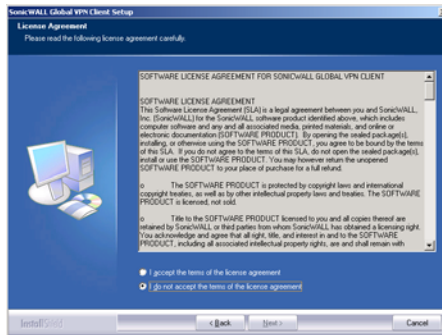 SonicWALL Global VPN Client Setup
License Agreement
Please read the following license agreement carefully.
SOFTWARE LICENSE AGREEMENT FOR SONICWALL GLOBAL VPN CLIENT
SOFTWARE LICENSE AGREEMENT
This Software License Agreement (SLA) is a legal agreement between you and SonicWALL,
Inc. (SonicWALL) for the SonicWALL software product identified above, which includes
computer software and any and all associated media, printed materials, and online or
electronic documentation (SOFTWARE PRODUCT). By opening the sealed package(s),
installing, or otherwise using the SOFTWARE PRODUCT, you agree to be bound by the terms
of this SLA. If you do not agree to the terms of this SLA, do not open the sealed package(s),
install or use the SOFTWARE PRODUCT. You may however return the unopened
SOFTWARE PRODUCT to your place of purchase for a full refund.
o The SOFTWARE PRODUCT is protected by copyright laws and international
copyright treaties, as well as by other intellectual property laws and treaties. The SOFTWARE
PRODUCT is licensed, not sold.
o Title to the SOFTWARE PRODUCT licensed to you and all copies thereof are
retained by SonicWALL or third parties from whom SonicWALL has obtained a licensing right.
You acknowledge and agree that all right, title, and interest in and to the SOFTWARE
PRODUCT, including all associated intellectual property rights, are and shall remain with
I accept the terms of the license agreement
I do not accept the terms of the license agreement
InstallShield
< Back
Next >
Cancel